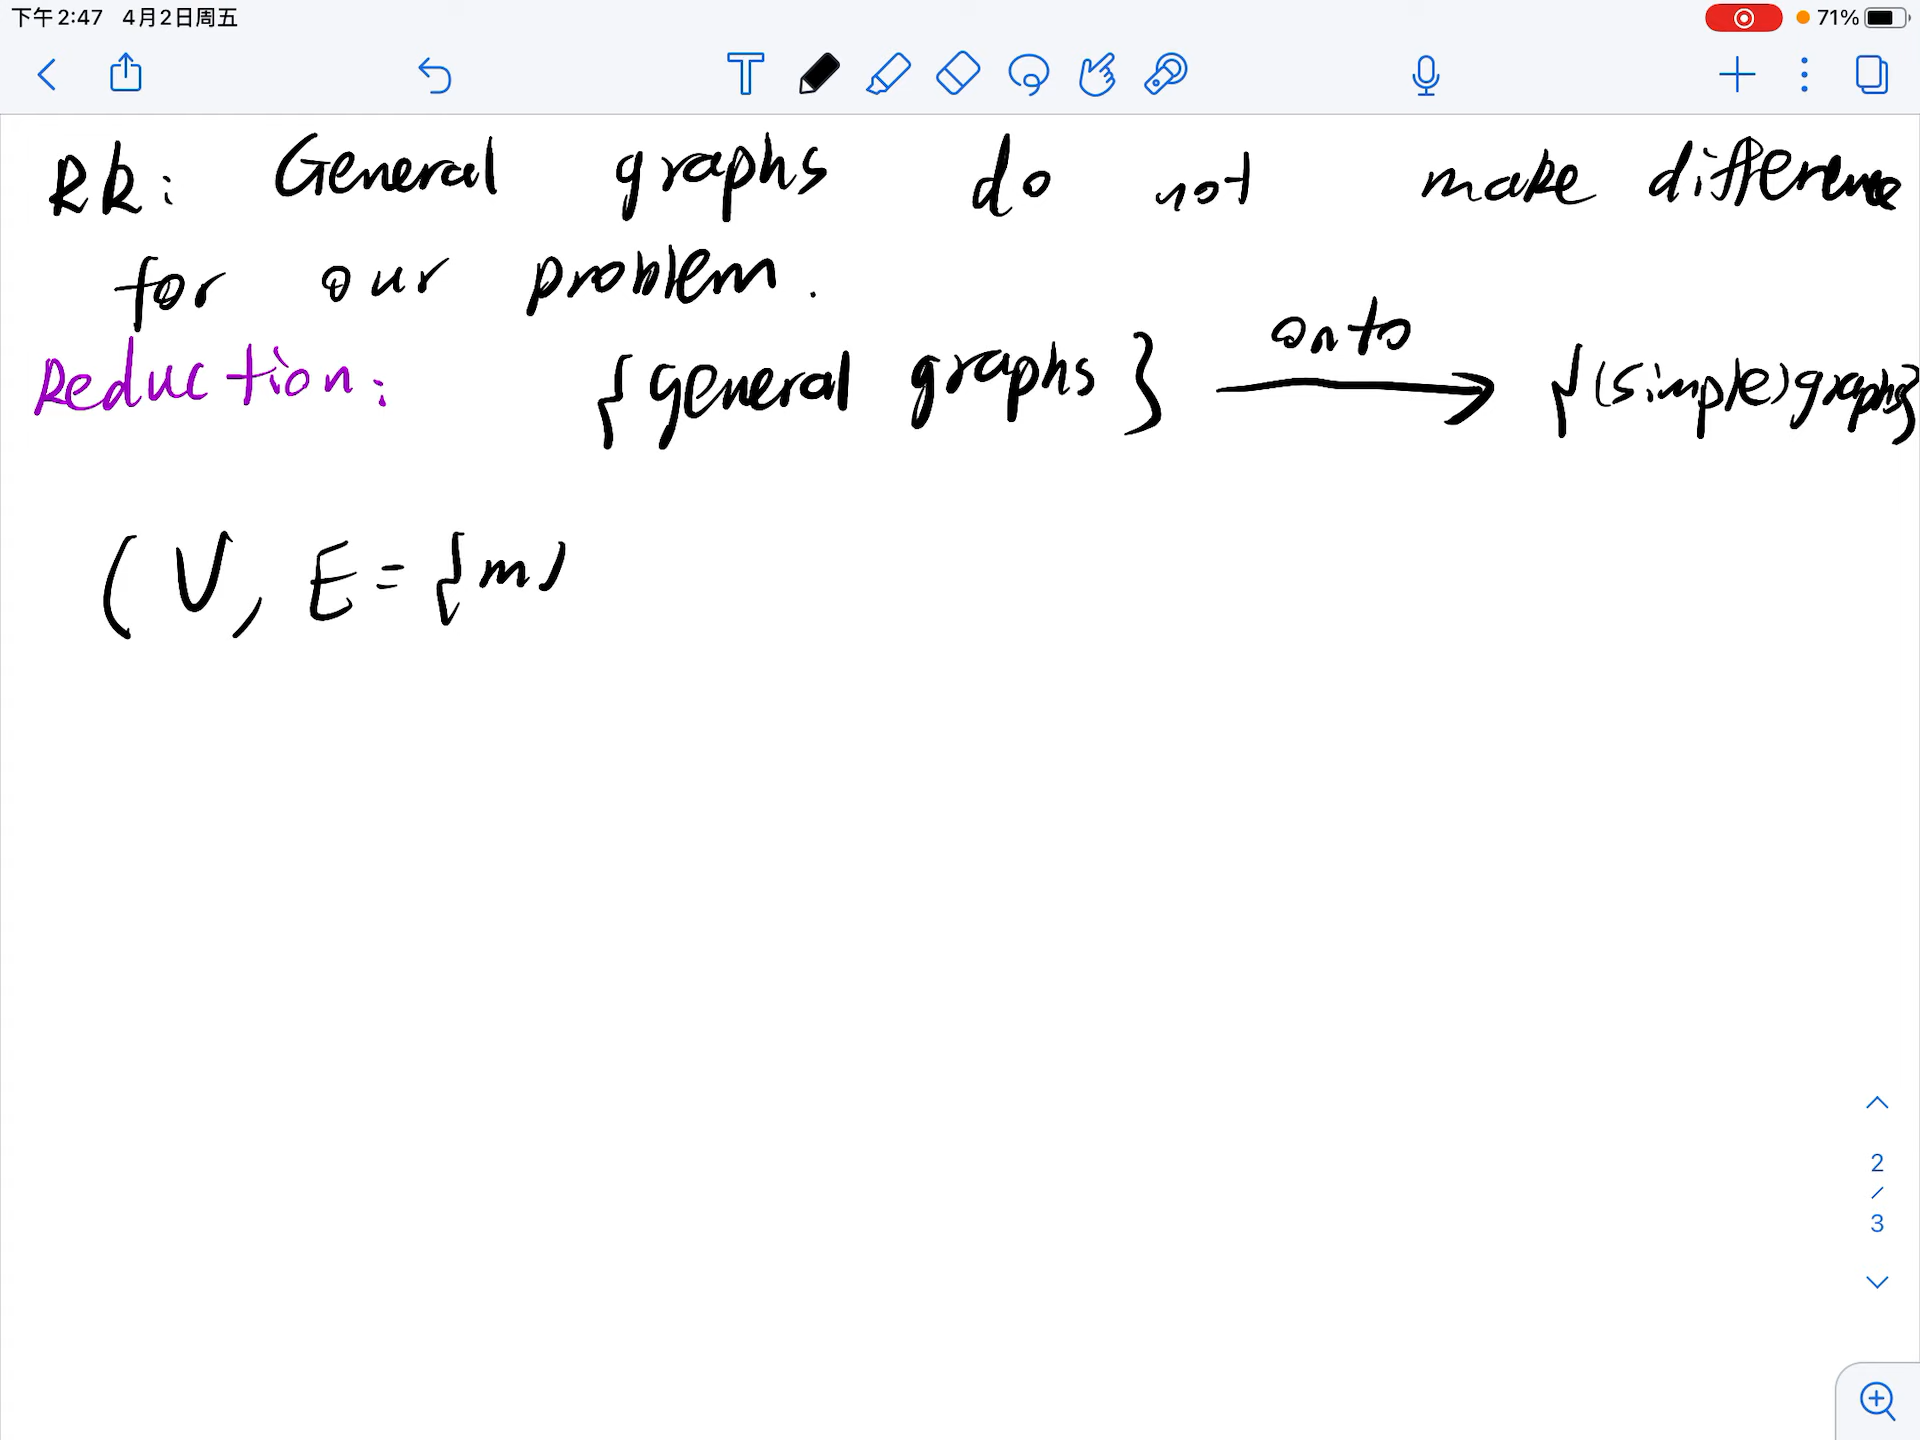 下午2:47 4月2日周五
71%
Rk: General graphs do not make difference
for our problem.
Reduction: {general graphs} onto → {(simple)graphs}
(V, E = {m
2
/
3